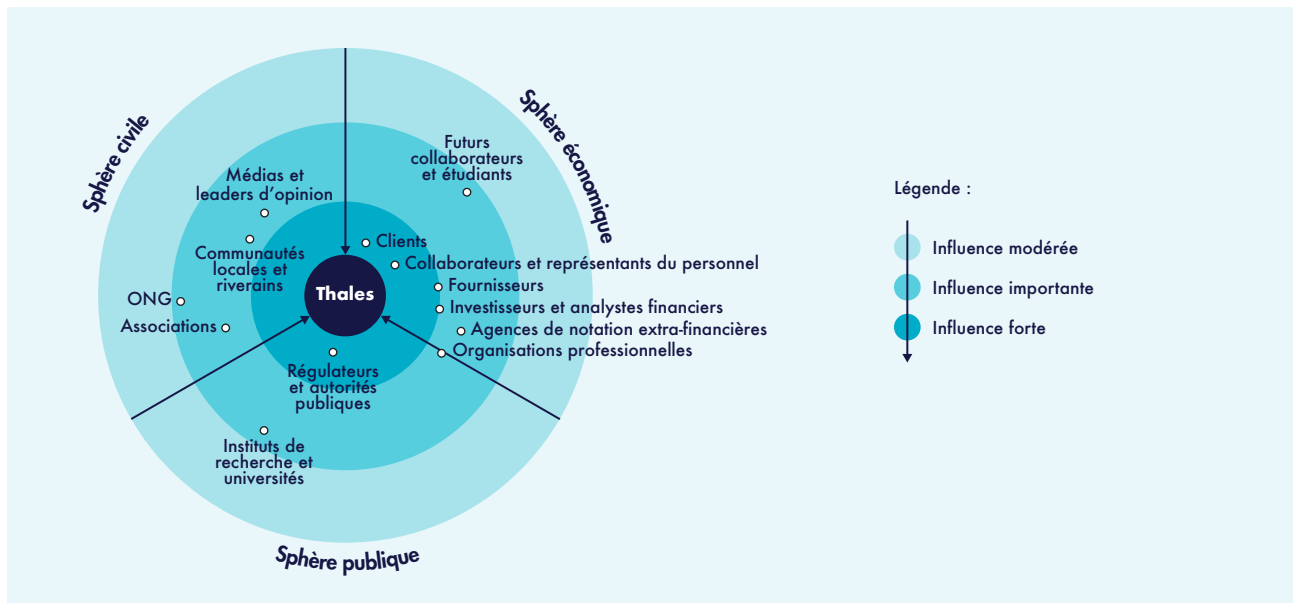 Sphère civile
Sphère économique
Futurs
collaborateurs
et étudiants
Médias et
leaders d’opinion
Clients
Communautés
locales et
riverains
Collaborateurs et représentants du personnel
Thales
Fournisseurs
ONG
Investisseurs et analystes financiers
Associations
Agences de notation extra-financières
Organisations professionnelles
Régulateurs
et autorités
publiques
Instituts de
recherche et
universités
Sphère publique
Légende :
Influence modérée
Influence importante
Influence forte